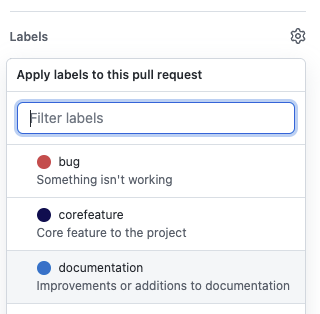 Labels
Apply labels to this pull request
Filter labels
bug
Something isn't working
corefeature
Core feature to the project
documentation
Improvements or additions to documentation